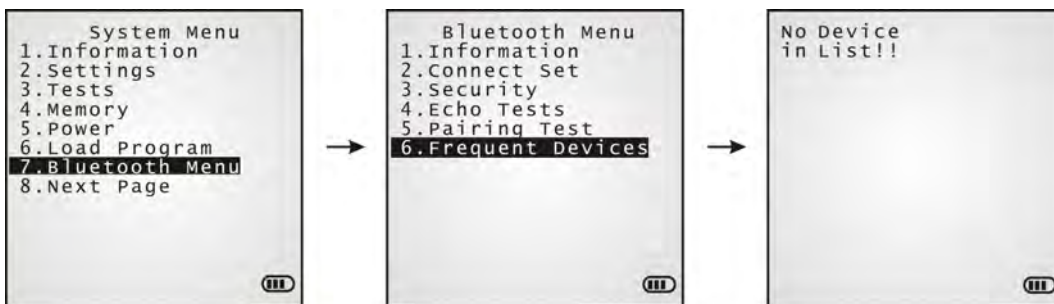 System Menu
1.Information
2.Settings
3.Tests
4.Memory
5.Power
6.Load Program
7.Bluetooth Menu
8.Next Page
Bluetooth Menu
1.Information
2.Connect Set
3.Security
4.Echo Tests
5.Pairing Test
6.Frequent Devices
No Device
in List!!